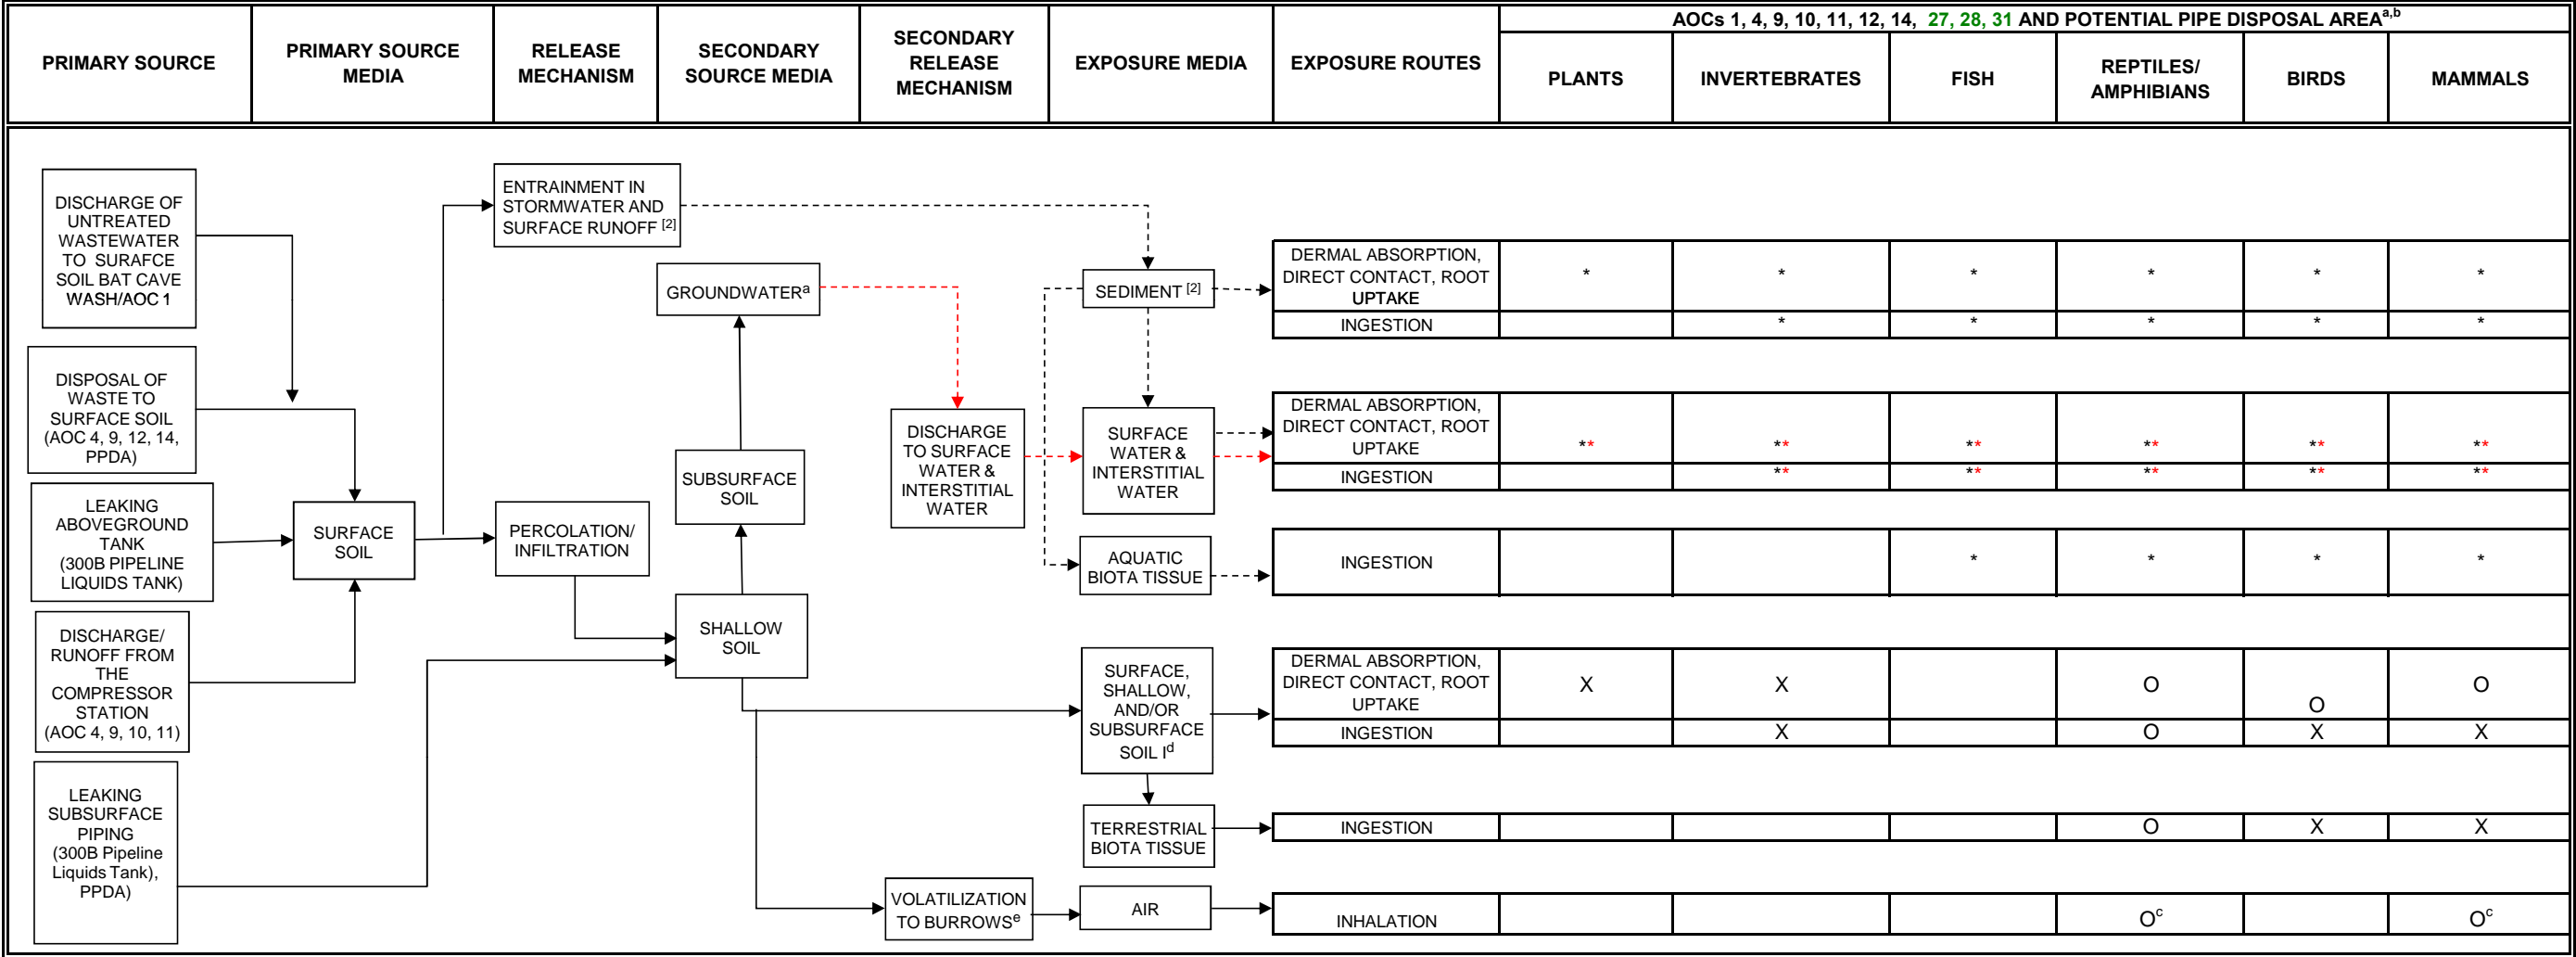 PRIMARY SOURCE
PRIMARY SOURCE
MEDIA
RELEASE
MECHANISM
SECONDARY
SOURCE MEDIA
SECONDARY
RELEASE
MECHANISM
EXPOSURE MEDIA
EXPOSURE ROUTES
AOCs 1, 4, 9, 10, 11, 12, 14, 27, 28, 31 AND POTENTIAL PIPE DISPOSAL AREAa,b
PLANTS
INVERTEBRATES
FISH
REPTILES/
AMPHIBIANS
BIRDS
MAMMALS
DISCHARGE OF
UNTREATED
WASTEWATER
TO SURAFCE
SOIL BAT CAVE
WASH/AOC 1
DISPOSAL OF
WASTE TO
SURFACE SOIL
(AOC 4, 9, 12, 14,
PPDA)
LEAKING
ABOVEGROUND
TANK
(300B PIPELINE
LIQUIDS TANK)
DISCHARGE/
RUNOFF FROM
THE
COMPRESSOR
STATION
(AOC 4, 9, 10, 11)
LEAKING
SUBSURFACE
PIPING
(300B Pipeline
Liquids Tank),
PPDA)
SURFACE
SOIL
ENTRAINMENT IN
STORMWATER AND
SURFACE RUNOFF [2]
PERCOLATION/
INFILTRATION
GROUNDWATERa
SUBSURFACE
SOIL
SHALLOW
SOIL
DISCHARGE
TO SURFACE
WATER &
INTERSTITIAL
WATER
VOLATILIZATION
TO BURROWSe
SEDIMENT [2]
SURFACE
WATER &
INTERSTITIAL
WATER
AQUATIC
BIOTA TISSUE
SURFACE,
SHALLOW,
AND/OR
SUBSURFACE
SOIL Id
TERRESTRIAL
BIOTA TISSUE
AIR
DERMAL ABSORPTION,
DIRECT CONTACT, ROOT
UPTAKE
* * * * * *
INGESTION * * * * *
DERMAL ABSORPTION,
DIRECT CONTACT, ROOT
UPTAKE
** ** ** ** ** **
INGESTION ** ** ** ** **
INGESTION * * * *
DERMAL ABSORPTION,
DIRECT CONTACT, ROOT
UPTAKE
X X O O O
INGESTION X O X X
INGESTION O X X
INHALATION Oc Oc